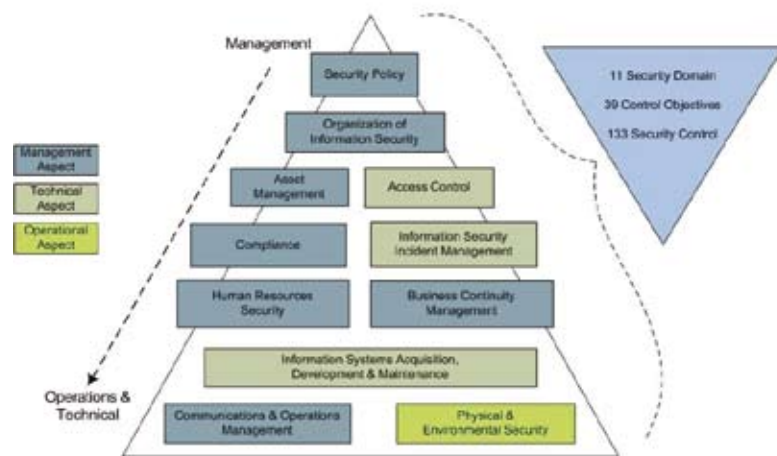 Management
Security Policy
Organization of
Information Security
Asset
Management
Access Control
Compliance
Information Security
Incident Management
Human Resources
Security
Business Continuity
Management
Information Systems Acquisition,
Development & Maintenance
Communications & Operations
Management
Physical &
Environmental Security
Operations &
Technical
Management
Aspect
Technical
Aspect
Operational
Aspect
11 Security Domain
39 Control Objectives
133 Security Control